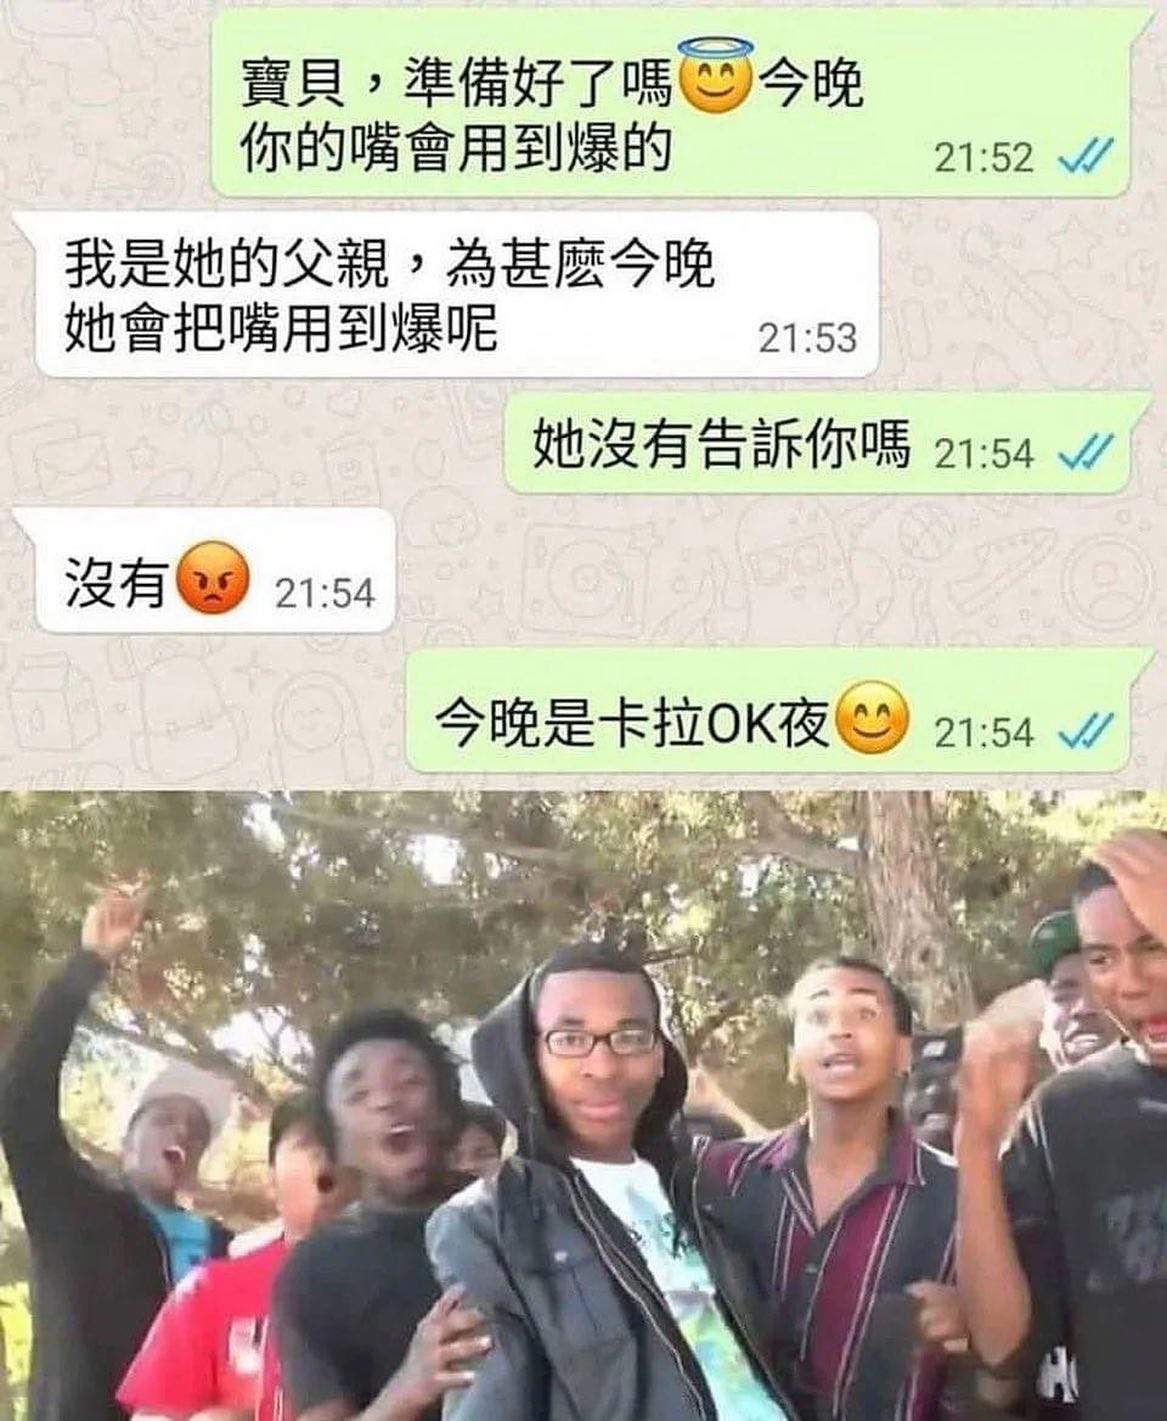 寶貝，準備好了嗎😇今晚
你的嘴會用到爆的
21:52
我是她的父親，為甚麽今晚
她會把嘴用到爆呢
21:53
她沒有告訴你嗎 21:54
沒有😡 21:54
今晚是卡拉OK夜😊 21:54